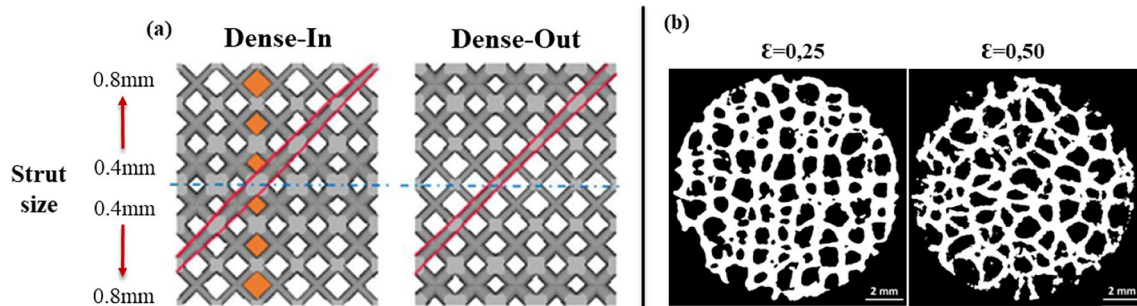 (a)
Dense-In
Dense-Out
0.8mm
0.4mm
Strut
size
0.4mm
0.8mm
(b)
Ɛ=0,25
Ɛ=0,50
2 mm
2 mm